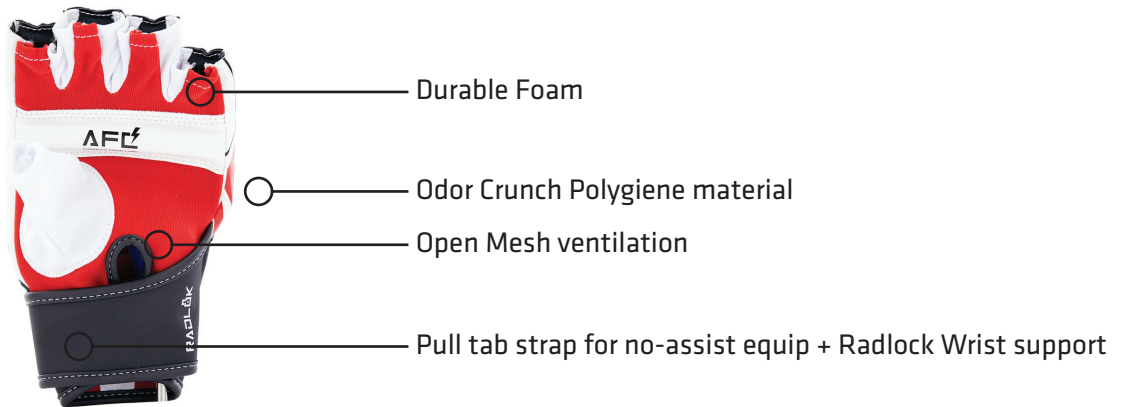 Durable Foam
AFC
Odor Crunch Polygiene material
Open Mesh ventilation
RADLOK
Pull tab strap for no-assist equip + Radlock Wrist support